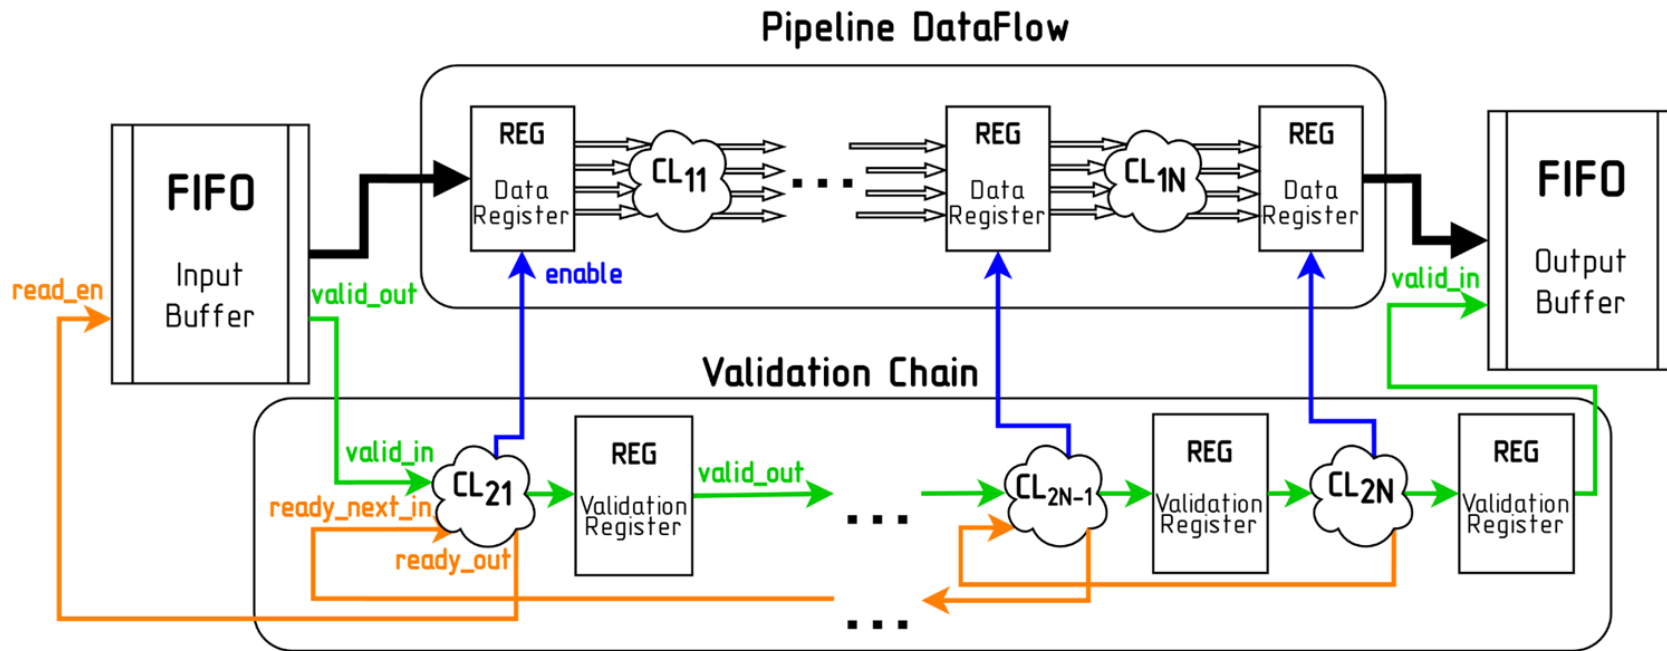 Pipeline DataFlow
FIFO
Input
Buffer
read_en
valid_out
REG
Data
Register
CL11
...
REG
Data
Register
CL1N
REG
Data
Register
enable
FIFO
Output
Buffer
valid_in
Validation Chain
valid_in
ready_next_in
ready_out
CL21
REG
Validation
Register
valid_out
...
...
CL2N-1
REG
Validation
Register
CL2N
REG
Validation
Register